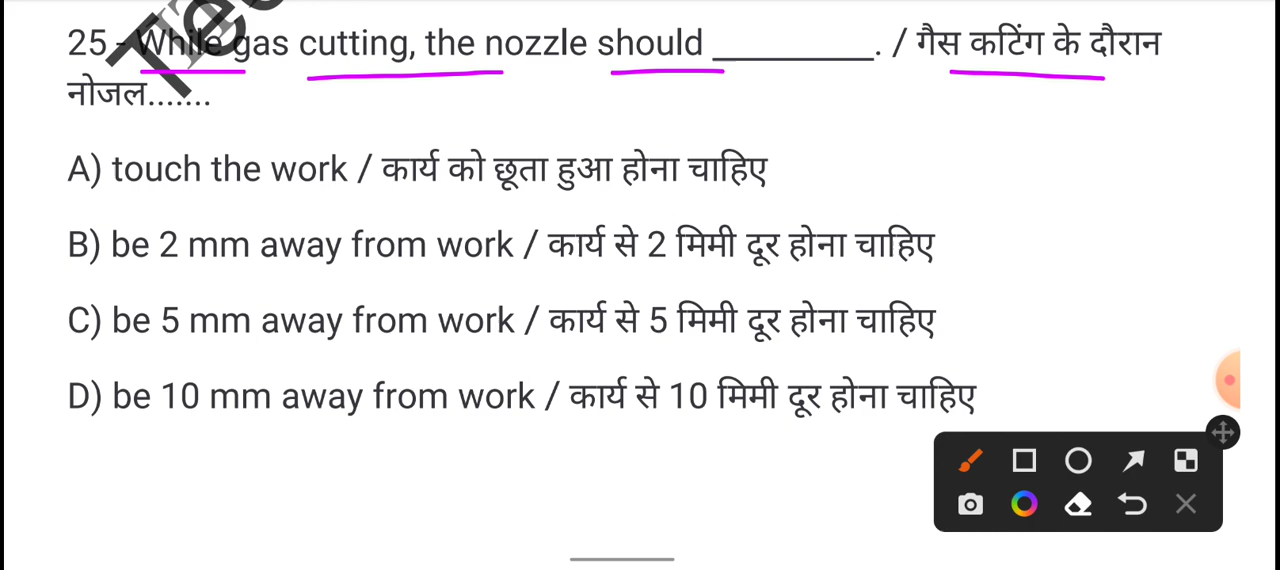 25 - While gas cutting, the nozzle should _________. / गैस कटिंग के दौरान
नोजल.......
A) touch the work / कार्य को छूता हुआ होना चाहिए
B) be 2 mm away from work / कार्य से 2 मिमी दूर होना चाहिए
C) be 5 mm away from work / कार्य से 5 मिमी दूर होना चाहिए
D) be 10 mm away from work / कार्य से 10 मिमी दूर होना चाहिए